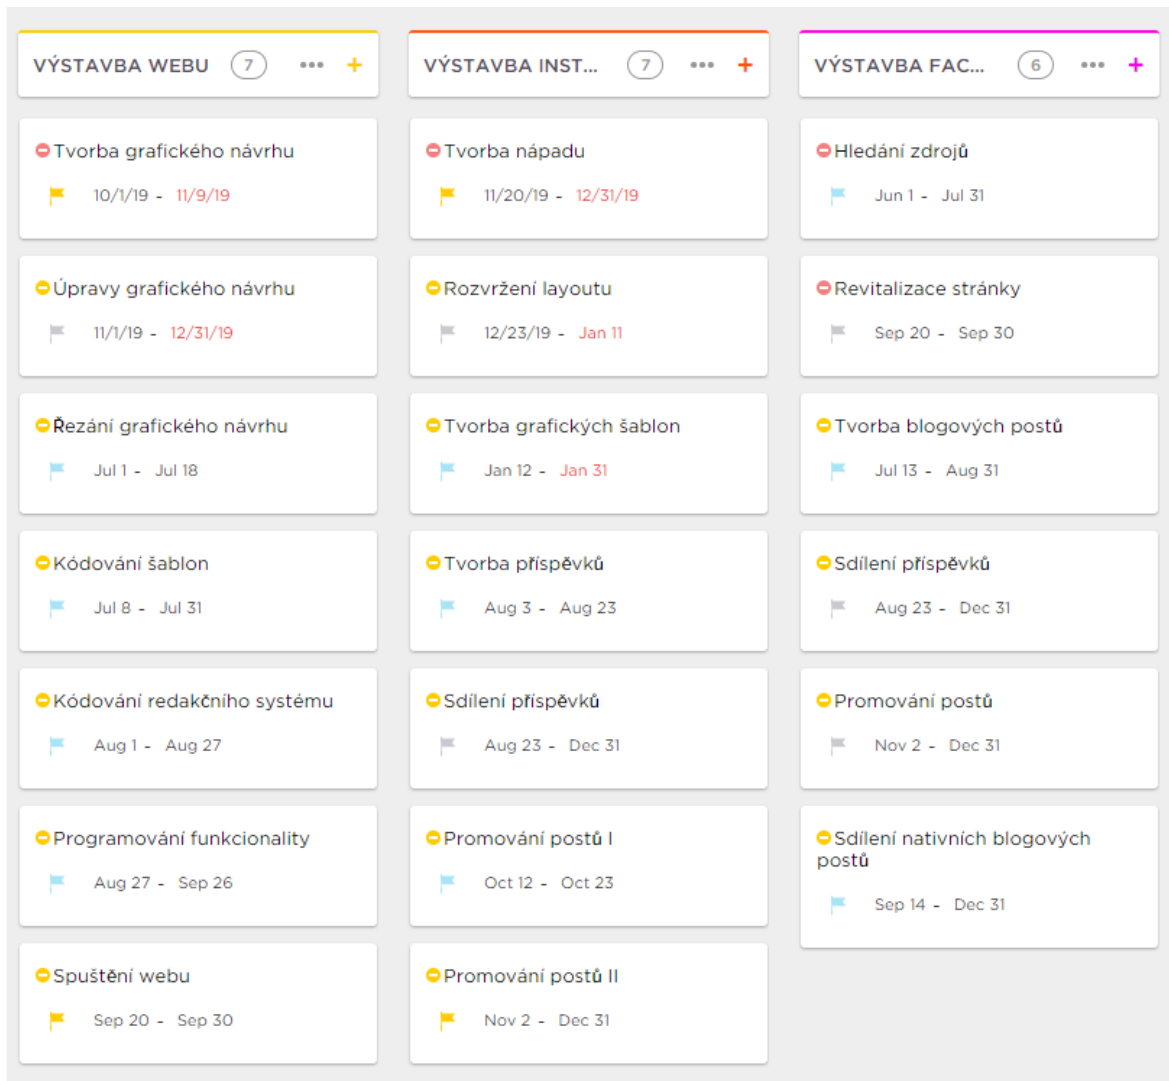 VÝSTAVBA WEBU 7
Tvorba grafického návrhu
10/1/19 - 11/9/19
Úpravy grafického návrhu
11/1/19 - 12/31/19
Řezání grafického návrhu
Jul 1 - Jul 18
Kódování šablon
Jul 8 - Jul 31
Kódování redakčního systému
Aug 1 - Aug 27
Programování funkcionality
Aug 27 - Sep 26
Spuštění webu
Sep 20 - Sep 30
VÝSTAVBA INST... 7
Tvorba nápadu
11/20/19 - 12/31/19
Rozvržení layoutu
12/23/19 - Jan 11
Tvorba grafických šablon
Jan 12 - Jan 31
Tvorba příspěvků
Aug 3 - Aug 23
Sdílení příspěvků
Aug 23 - Dec 31
Promování postů I
Oct 12 - Oct 23
Promování postů II
Nov 2 - Dec 31
VÝSTAVBA FAC... 6
Hledání zdrojů
Jun 1 - Jul 31
Revitalizace stránky
Sep 20 - Sep 30
Tvorba blogových postů
Jul 13 - Aug 31
Sdílení příspěvků
Aug 23 - Dec 31
Promování postů
Nov 2 - Dec 31
Sdílení nativních blogových
postů
Sep 14 - Dec 31